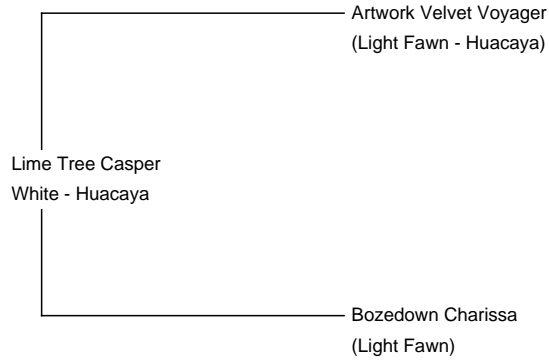 Artwork Velvet Voyager
(Light Fawn - Huacaya)
Lime Tree Casper
White - Huacaya
Bozedown Charissa
(Light Fawn)